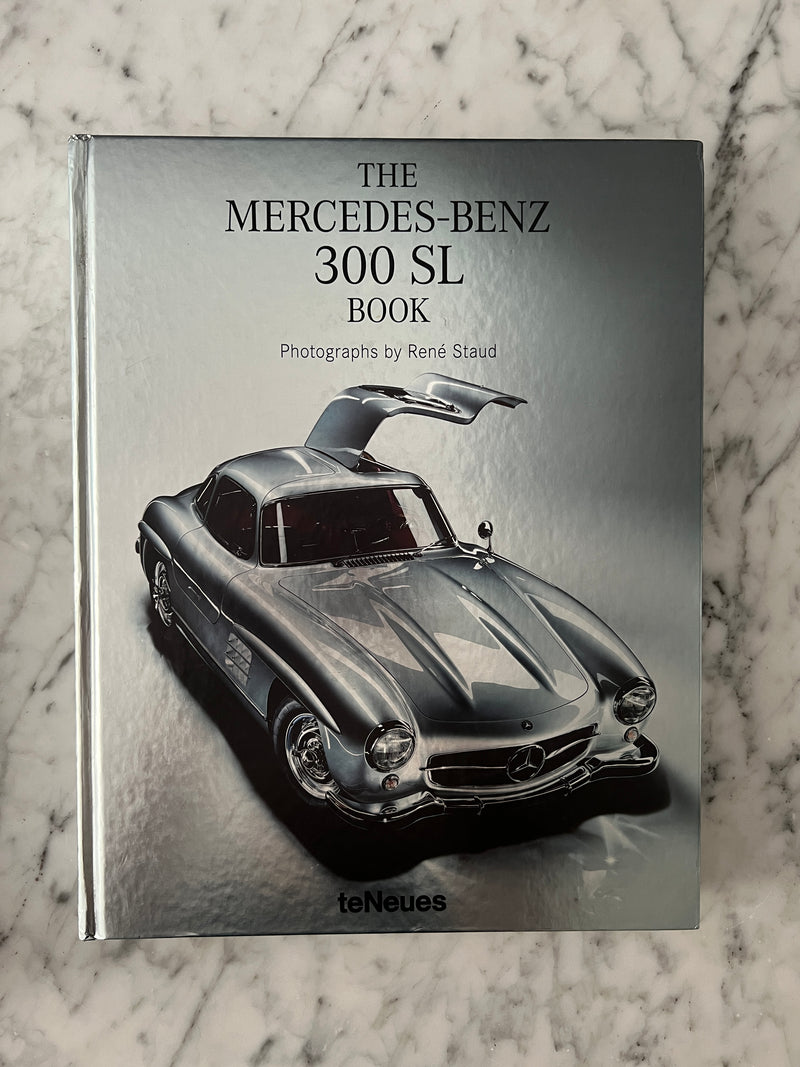 THE
MERCEDES-BENZ
300 SL
BOOK
Photographs by René Staud
teNeues